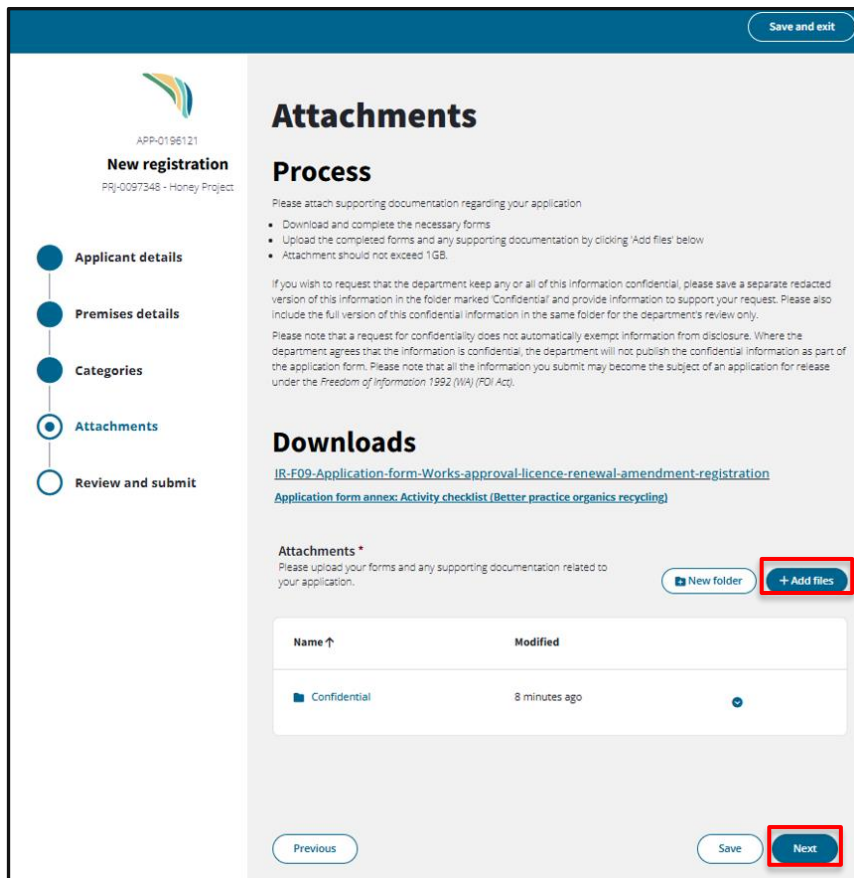 Save and exit
APP-0196121
New registration
PRJ-0097348 - Honey Project
Applicant details
Premises details
Categories
Attachments
Review and submit
Attachments
Process
Please attach supporting documentation regarding your application
• Download and complete the necessary forms
• Upload the completed forms and any supporting documentation by clicking 'Add files' below
• Attachment should not exceed 1GB.
If you wish to request that the department keep any or all of this information confidential, please save a separate redacted
version of this information in the folder marked 'Confidential' and provide information to support your request. Please also
include the full version of this confidential information in the same folder for the department's review only.
Please note that a request for confidentiality does not automatically exempt information from disclosure. Where the
department agrees that the information is confidential, the department will not publish the confidential information as part of
the application form. Please note that all the information you submit may become the subject of an application for release
under the Freedom of Information 1992 (WA) (FOI Act).
Downloads
IR-F09-Application-form-Works-approval-licence-renewal-amendment-registration
Application form annex: Activity checklist (Better practice organics recycling)
Attachments *
Please upload your forms and any supporting documentation related to
your application.
New folder
+ Add files
Name ↑ Modified
Confidential 8 minutes ago
Previous
Save
Next